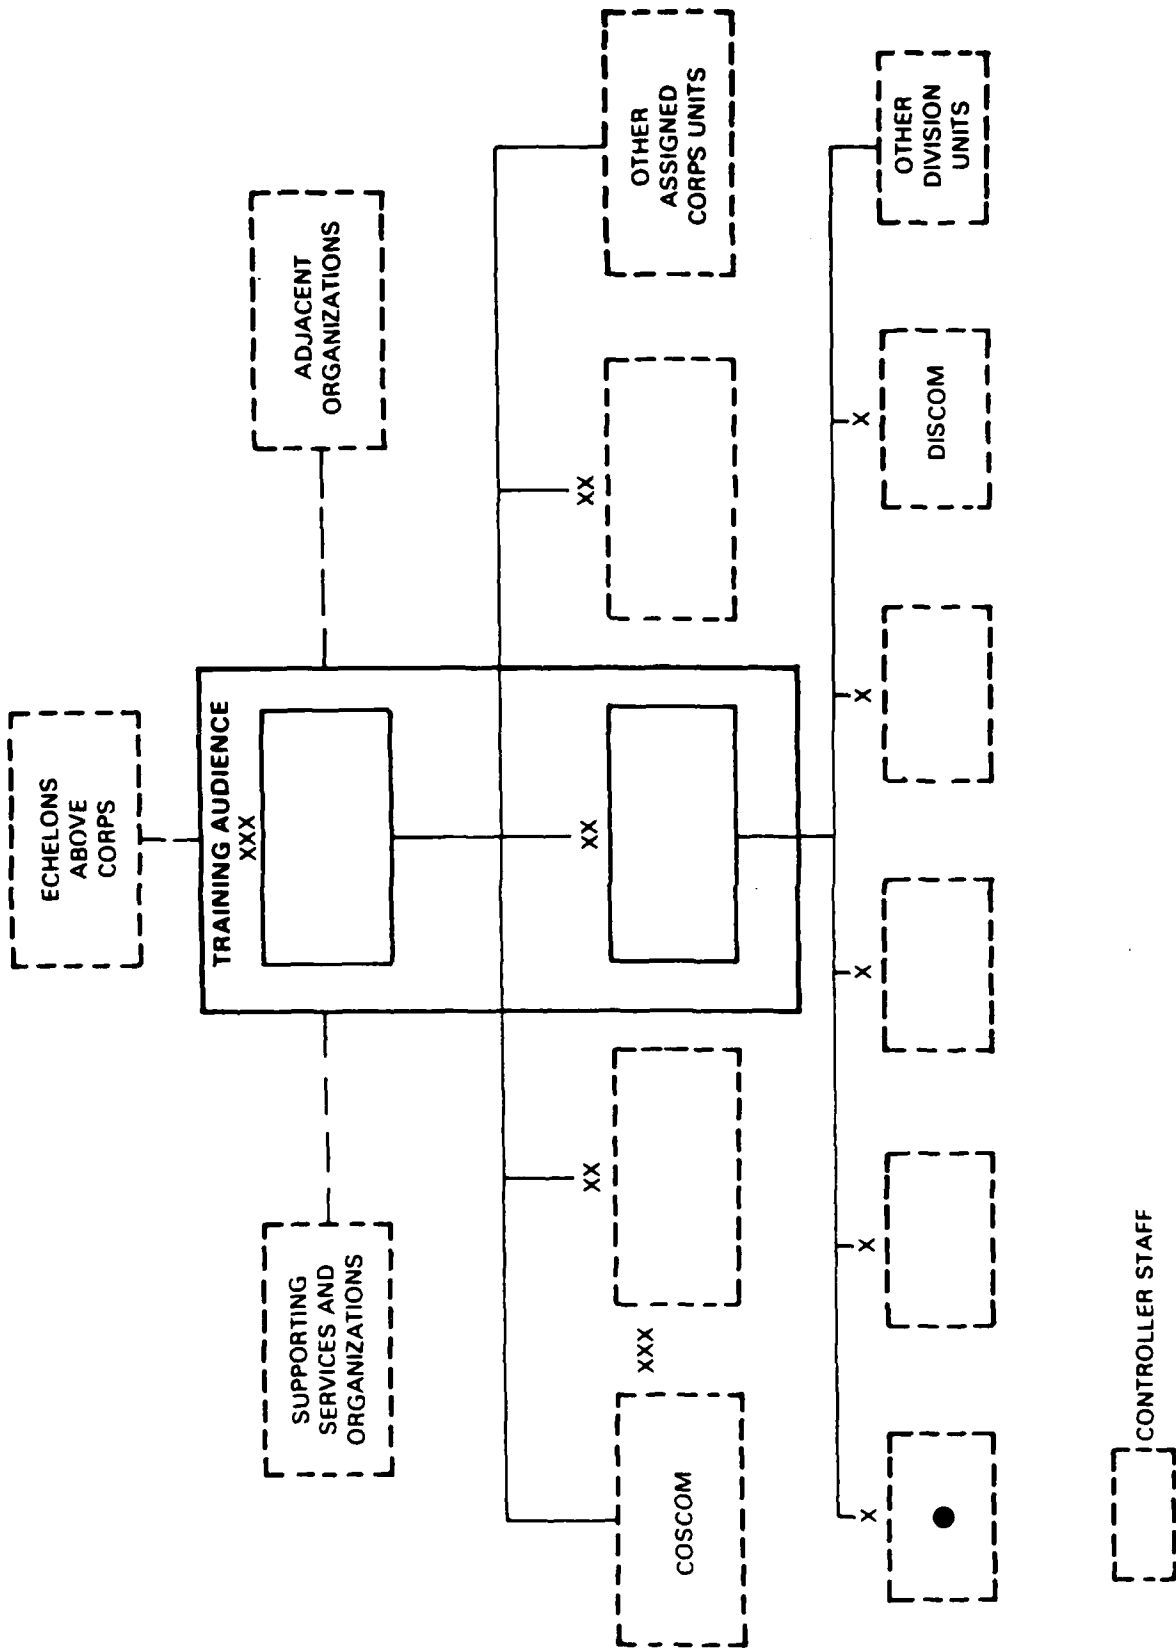 ECHELONS
ABOVE
CORPS
SUPPORTING
SERVICES AND
ORGANIZATIONS
TRAINING AUDIENCE
XXX
ADJACENT
ORGANIZATIONS
COSCOM
XXX
XX
XX
XX
OTHER
ASSIGNED
CORPS UNITS
X
X
X
X
X
DISCOM
OTHER
DIVISION
UNITS
CONTROLLER STAFF